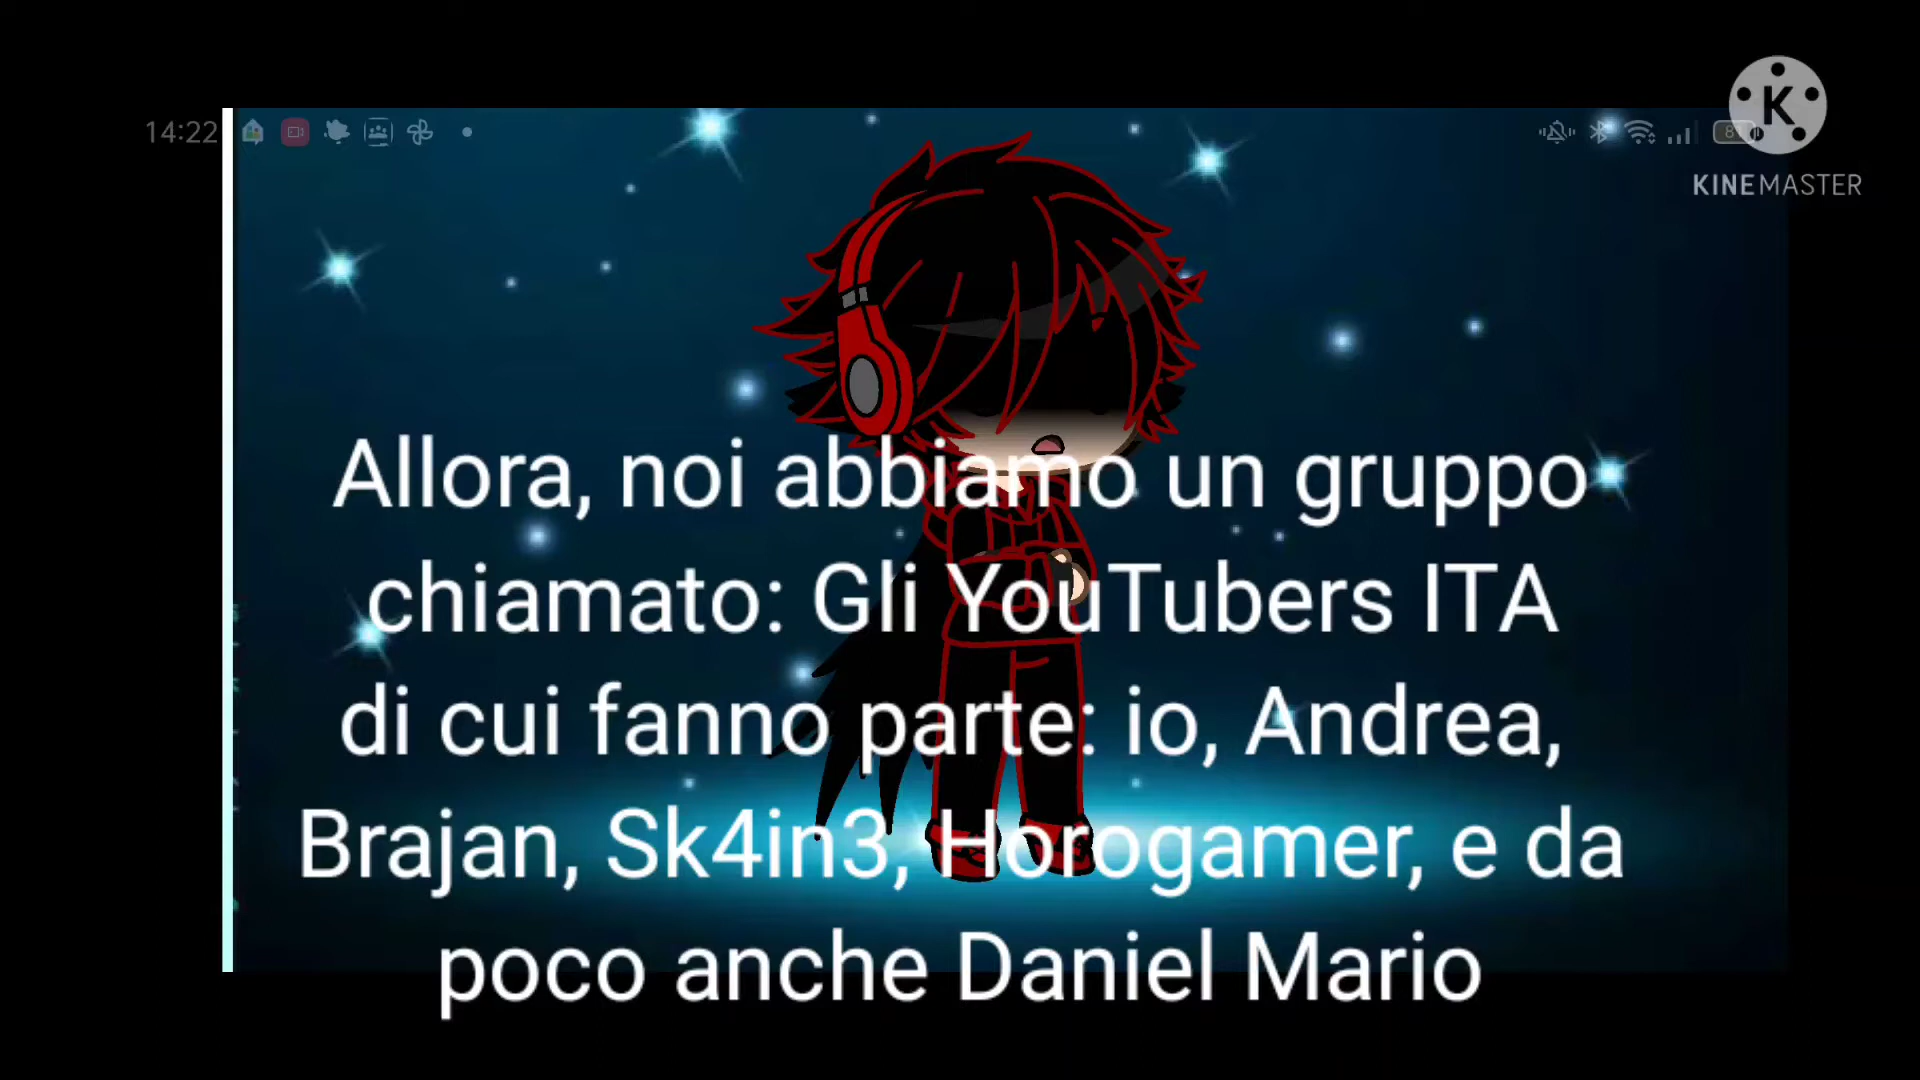 14:22
KINEMASTER
Allora, noi abbiamo un gruppo
chiamato: Gli YouTubers ITA
di cui fanno parte: io, Andrea,
Brajan, Sk4in3, Horogamer, e da
poco anche Daniel Mario